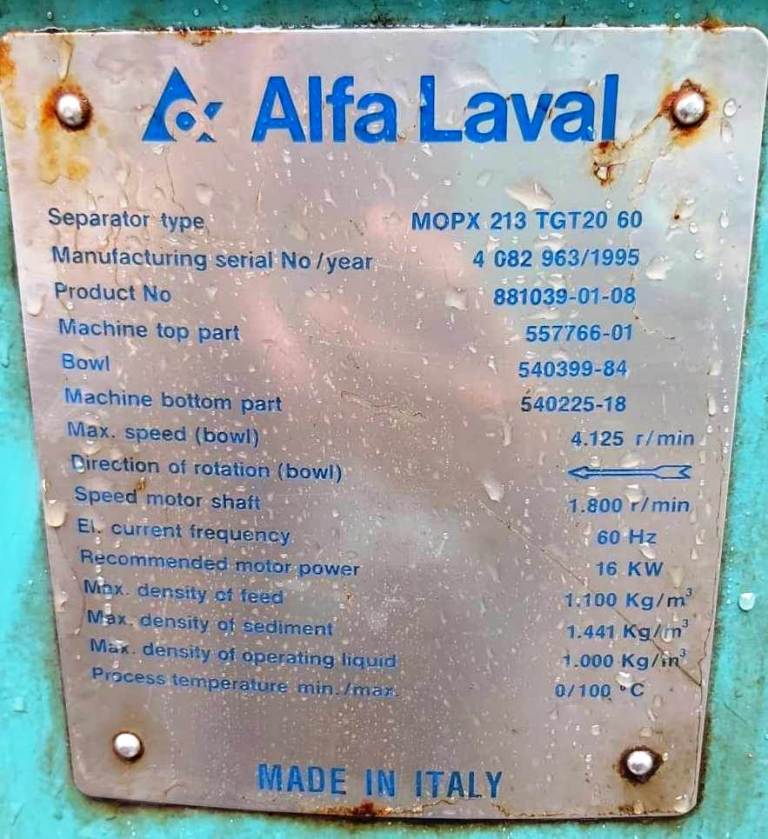 Alfa Laval
Separator type MOPX 213 TGT20 60
Manufacturing serial No/year 4 082 963/1995
Product No 881039-01-08
Machine top part 557766-01
Bowl 540399-84
Machine bottom part 540225-18
Max. speed (bowl) 4.125 r/min
Direction of rotation (bowl)
Speed motor shaft 1.800 r/min
El. current frequency 60 Hz
Recommended motor power 16 KW
Max. density of feed 1.100 Kg/m³
Max. density of sediment 1.441 Kg/m³
Max. density of operating liquid 1.000 Kg/m³
Process temperature min./max. 0/100 °C
MADE IN ITALY